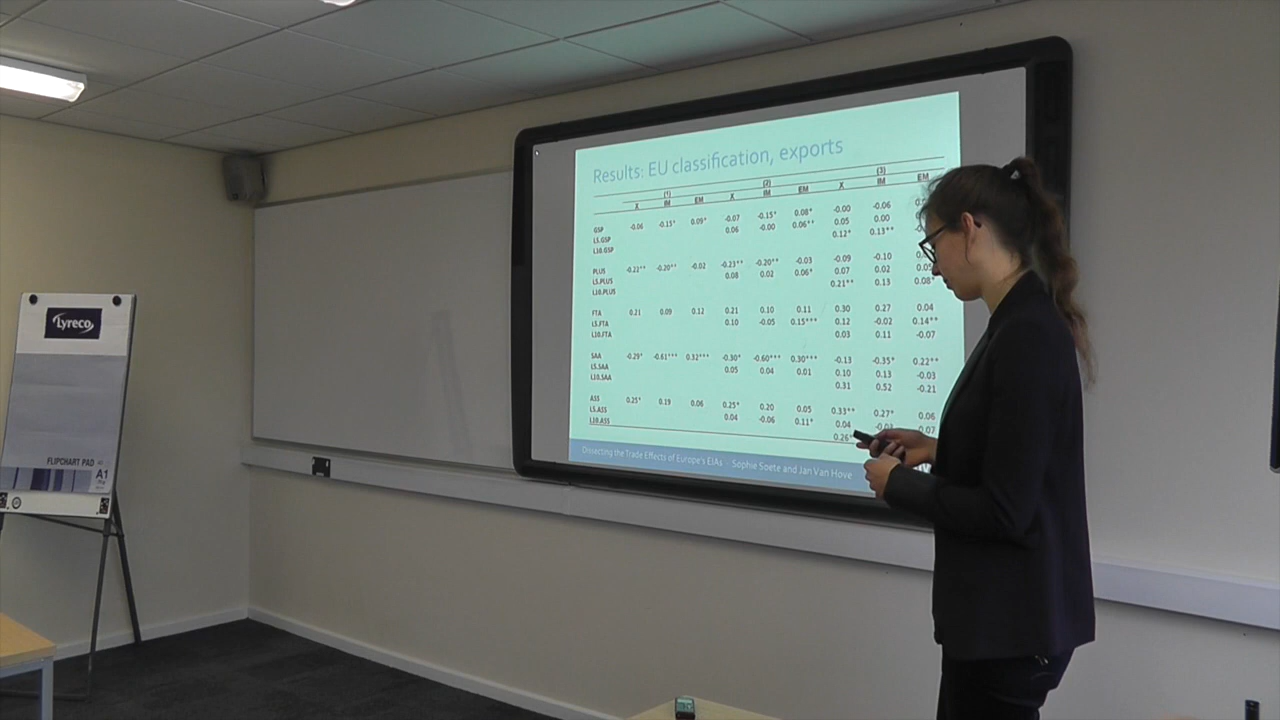 Results: EU classification, exports
(1) (2) (3)
X IM EM X IM EM X IM EM
GSP -0.06 -0.15* 0.09* -0.07 -0.15* 0.08* -0.00 -0.06
L5.GSP 0.06 -0.00 0.06** 0.05 0.00
L10.GSP 0.12* 0.13**
PLUS -0.22** -0.20** -0.02 -0.23** -0.20** -0.03 -0.09 -0.10
L5.PLUS 0.08 0.02 0.06* 0.07 0.02 0.05
L10.PLUS 0.21** 0.13 0.08*
FTA 0.21 0.09 0.12 0.21 0.10 0.11 0.30 0.27 0.04
L5.FTA 0.10 -0.05 0.15*** 0.12 -0.02 0.14**
L10.FTA 0.03 0.11 -0.07
SAA -0.29* -0.61*** 0.32*** -0.30* -0.60*** 0.30*** -0.13 -0.35* 0.22**
L5.SAA 0.05 0.04 0.01 0.10 0.13 -0.03
L10.SAA 0.31 0.52 -0.21
ASS 0.25* 0.19 0.06 0.25* 0.20 0.05 0.33** 0.27* 0.06
L5.ASS 0.04 -0.06 0.11* 0.04 0.07
L10.ASS 0.26*
Dissecting the Trade Effects of Europe's EIAs - Sophie Soete and Jan Van Hove
Lyreco
FLIPCHART PAD
A1